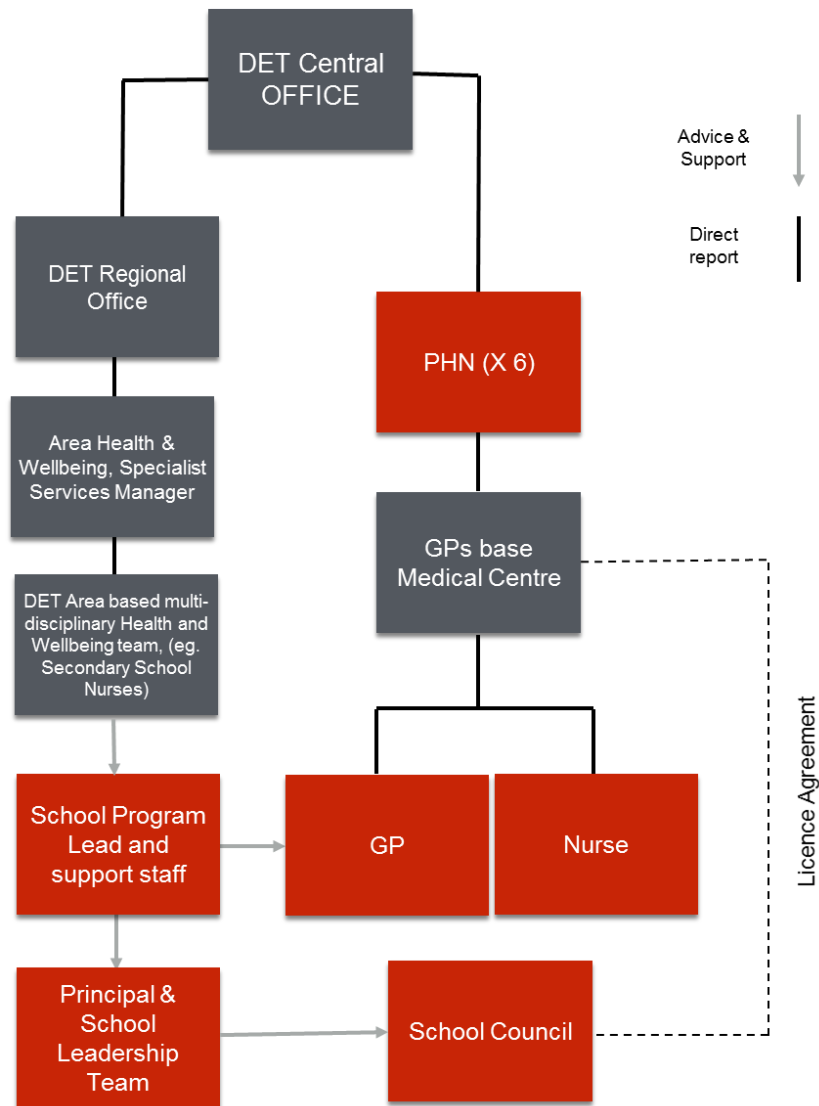 DET Central
OFFICE
Advice &
Support
Direct
report
DET Regional
Office
PHN (X 6)
Area Health &
Wellbeing, Specialist
Services Manager
GPs base
Medical Centre
DET Area based multi-
disciplinary Health and
Wellbeing team, (eg.
Secondary School
Nurses)
Licence Agreement
School Program
Lead and
support staff
GP
Nurse
Principal &
School
Leadership
Team
School Council